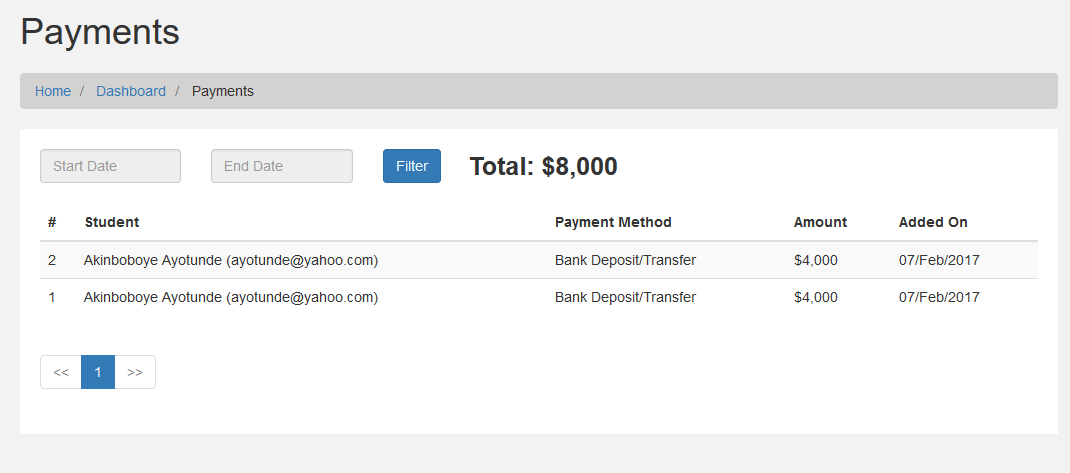 Payments
Home / Dashboard / Payments
Start Date End Date Filter Total: $8,000
# Student Payment Method Amount Added On
2 Akinboboye Ayotunde (ayotunde@yahoo.com) Bank Deposit/Transfer $4,000 07/Feb/2017
1 Akinboboye Ayotunde (ayotunde@yahoo.com) Bank Deposit/Transfer $4,000 07/Feb/2017
<< 1 >>